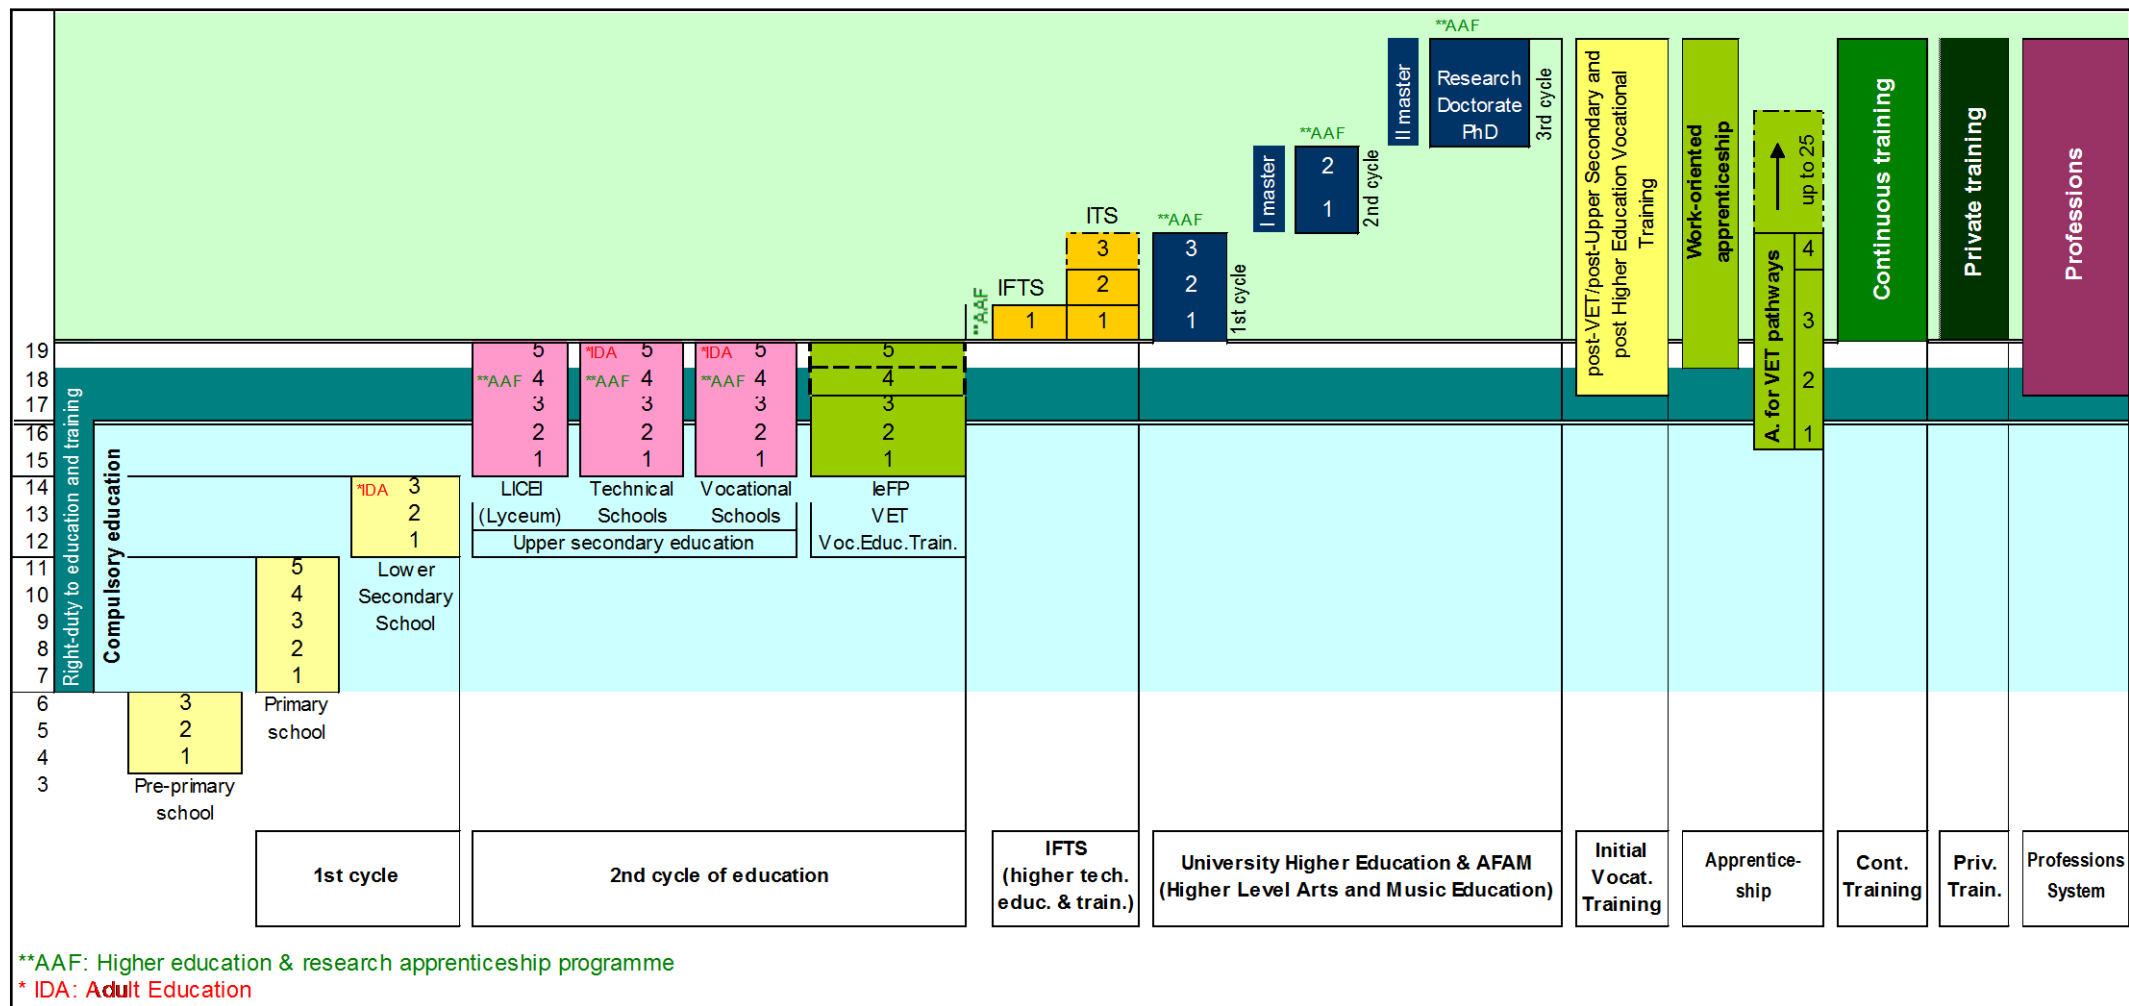 **AAF
II master
Research
Doctorate
PhD
3rd cycle
**AAF
I master
2
1
2nd cycle
**AAF
3
2
1
1st cycle
ITS
3
2
1
IFTS
1
**AAF
post-VET/post-Upper Secondary and
post Higher Education Vocational
Training
Work-oriented
apprenticeship
up to 25
A. for VET pathways
4
3
2
1
Continuous training
Private training
Professions
19
18
17
16
15
14
13
12
11
10
9
8
7
6
5
4
3
Right-duty to education and training
Compulsory education
5
**AAF 4
3
2
1
LICEI
(Lyceum)
*IDA 5
**AAF 4
3
2
1
Technical
Schools
*IDA 5
**AAF 4
3
2
1
Vocational
Schools
Upper secondary education
5
4
3
2
1
IeFP
VET
Voc.Educ.Train.
*IDA 3
2
1
Lower
Secondary
School
5
4
3
2
1
Primary
school
3
2
1
Pre-primary
school
1st cycle
2nd cycle of education
IFTS
(higher tech.
educ. & train.)
University Higher Education & AFAM
(Higher Level Arts and Music Education)
Initial
Vocat.
Training
Apprentice-
ship
Cont.
Training
Priv.
Train.
Professions
System
**AAF: Higher education & research apprenticeship programme
* IDA: Adult Education